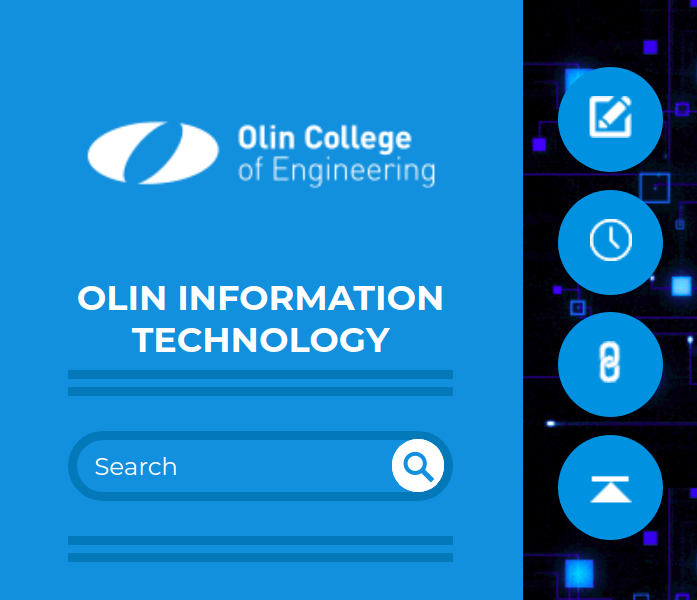 Olin College
of Engineering
OLIN INFORMATION
TECHNOLOGY
Search